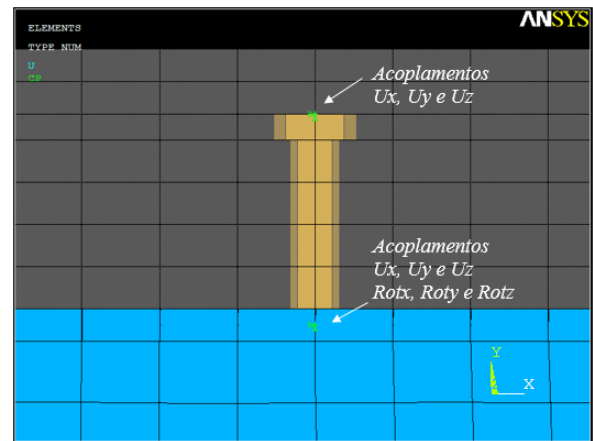 ANSYS
ELEMENTS
TYPE NUM
U
CP
Acoplamentos
Ux, Uy e Uz
Acoplamentos
Ux, Uy e Uz
Rotx, Roty e Rotz
Y
X